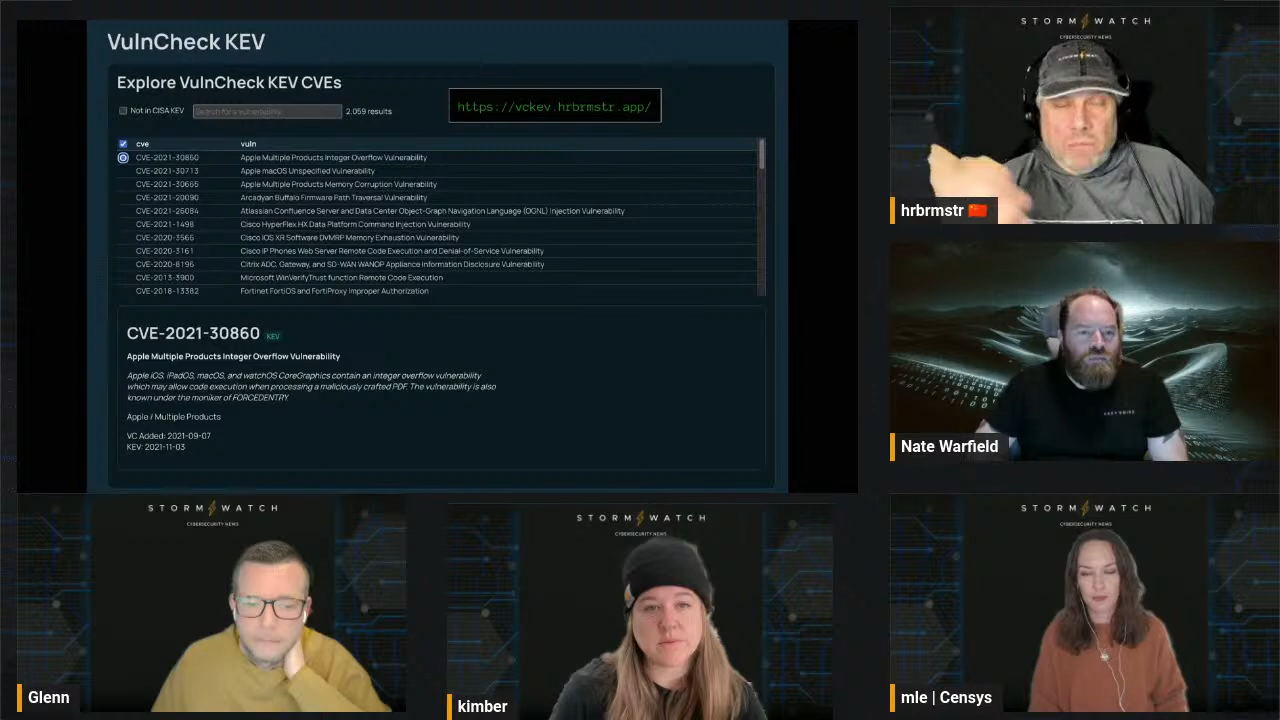 VulnCheck KEV
Explore VulnCheck KEV CVEs
Not in CISA KEV
Search for a vulnerability
2,059 results
https://vckev.hrbrmstr.app/
cve vuln
CVE-2021-30860 Apple Multiple Products Integer Overflow Vulnerability
CVE-2021-30713 Apple macOS Unspecified Vulnerability
CVE-2021-30665 Apple Multiple Products Memory Corruption Vulnerability
CVE-2021-20090 Arcadyan Buffalo Firmware Path Traversal Vulnerability
CVE-2021-26084 Atlassian Confluence Server and Data Center Object-Graph Navigation Language (OGNL) Injection Vulnerability
CVE-2021-1498 Cisco HyperFlex HX Data Platform Command Injection Vulnerability
CVE-2020-3566 Cisco IOS XR Software DVMRP Memory Exhaustion Vulnerability
CVE-2020-3161 Cisco IP Phones Web Server Remote Code Execution and Denial-of-Service Vulnerability
CVE-2020-8196 Citrix ADC, Gateway, and SD-WAN WANOP Appliance Information Disclosure Vulnerability
CVE-2013-3900 Microsoft WinVerifyTrust function Remote Code Execution
CVE-2018-13382 Fortinet FortiOS and FortiProxy Improper Authorization
CVE-2021-30860 KEV
Apple Multiple Products Integer Overflow Vulnerability
Apple iOS, iPadOS, macOS, and watchOS CoreGraphics contain an integer overflow vulnerability
which may allow code execution when processing a maliciously crafted PDF. The vulnerability is also
known under the moniker of FORCEDENTRY.
Apple / Multiple Products
VC Added: 2021-09-07
KEV: 2021-11-03
STORM WATCH
CYBERSECURITY NEWS
hrbrmstr 🇨🇳
Nate Warfield
STORM WATCH
CYBERSECURITY NEWS
Glenn
STORM WATCH
CYBERSECURITY NEWS
kimber
STORM WATCH
CYBERSECURITY NEWS
mle | Censys